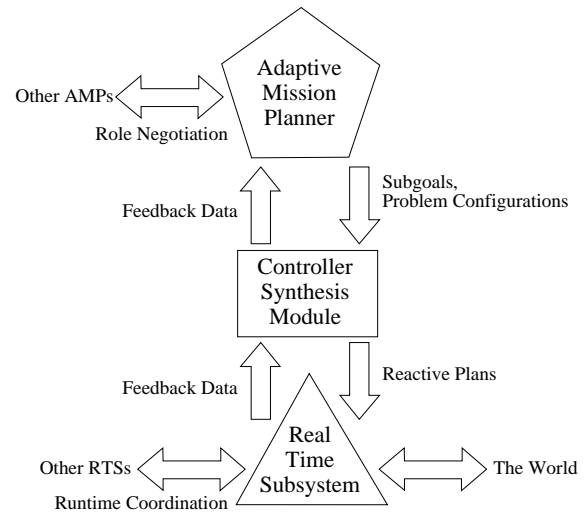 Adaptive
Mission
Planner
Other AMPs
Role Negotiation
Feedback Data
Subgoals,
Problem Configurations
Controller
Synthesis
Module
Feedback Data
Reactive Plans
Real
Time
Subsystem
Other RTSs
Runtime Coordination
The World